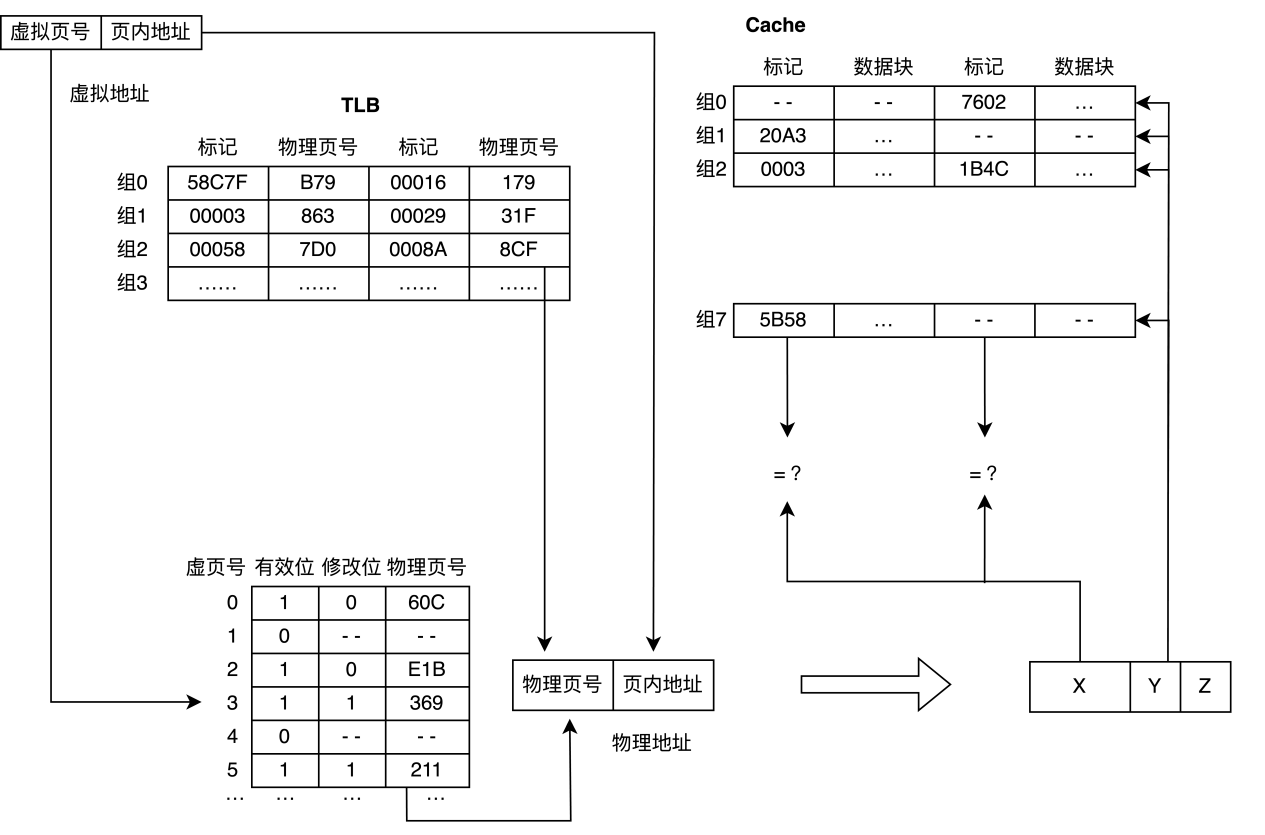 虚拟页号 页内地址
虚拟地址
TLB
标记 物理页号 标记 物理页号
组0 58C7F B79 00016 179
组1 00003 863 00029 31F
组2 00058 7D0 0008A 8CF
组3 …… …… …… ……
Cache
标记 数据块 标记 数据块
组0 - - - - 7602 …
组1 20A3 … - - - -
组2 0003 … 1B4C …
组7 5B58 … - - - -
= ? = ?
虚页号 有效位 修改位 物理页号
0 1 0 60C
1 0 - - - -
2 1 0 E1B
3 1 1 369
4 0 - - - -
5 1 1 211
… … … …
物理页号 页内地址
物理地址
X Y Z